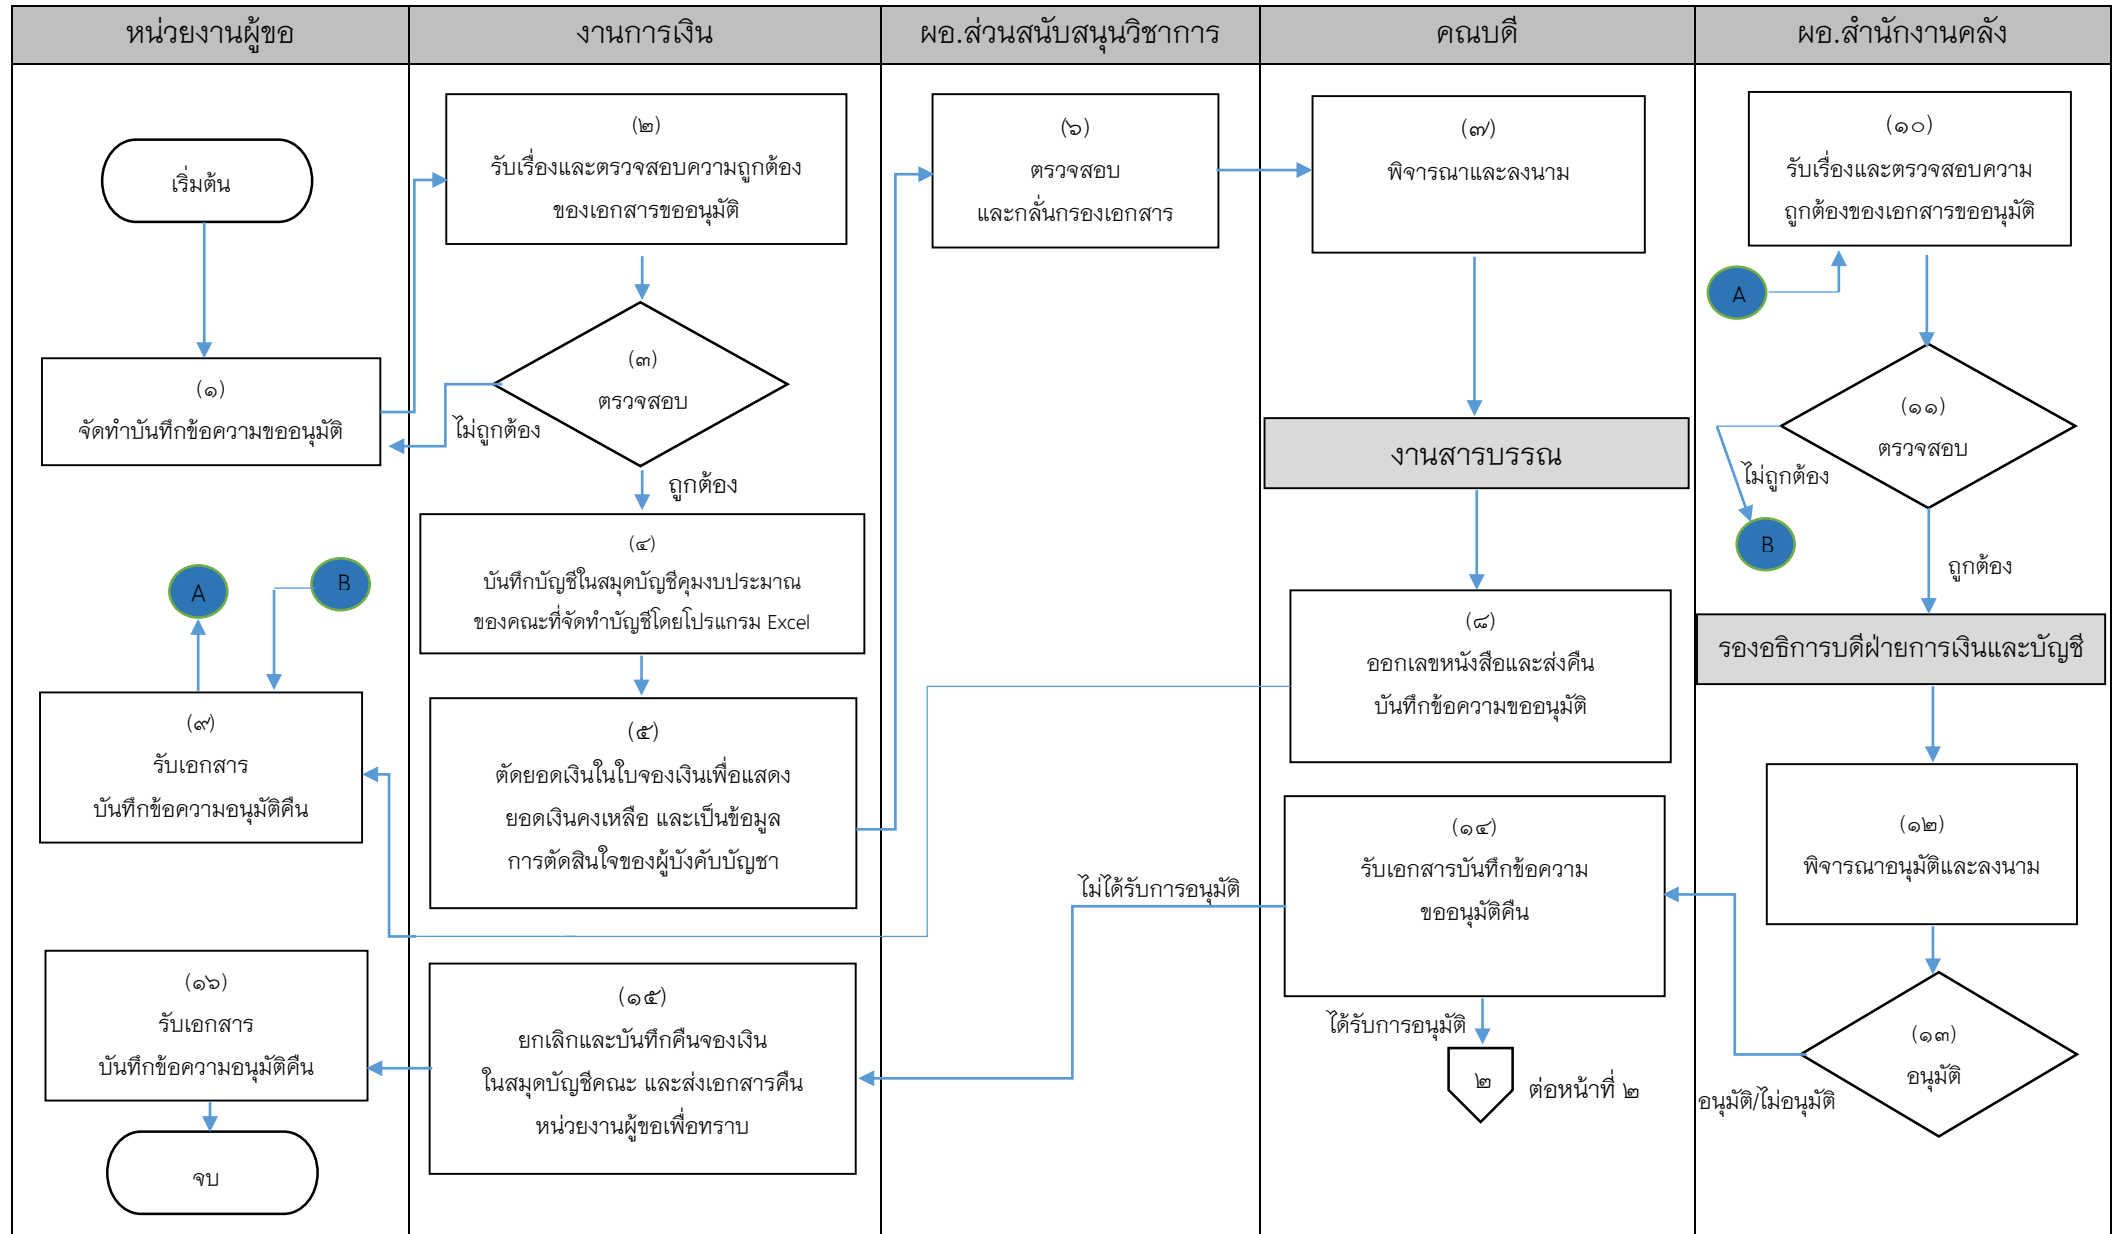 หน่วยงานผู้ขอ
งานการเงิน
ผอ.ส่วนสนับสนุนวิชาการ
คณบดี
ผอ.สำนักงานคลัง
เริ่มต้น
(๑)
จัดทำบันทึกข้อความขออนุมัติ
A
B
(๙)
รับเอกสาร
บันทึกข้อความอนุมัติคืน
(๑๖)
รับเอกสาร
บันทึกข้อความอนุมัติคืน
จบ
(๒)
รับเรื่องและตรวจสอบความถูกต้อง
ของเอกสารขออนุมัติ
(๓)
ตรวจสอบ
ไม่ถูกต้อง
ถูกต้อง
(๔)
บันทึกบัญชีในสมุดบัญชีคุมงบประมาณ
ของคณะที่จัดทำบัญชีโดยโปรแกรม Excel
(๕)
ตัดยอดเงินในใบจองเงินเพื่อแสดง
ยอดเงินคงเหลือ และเป็นข้อมูล
การตัดสินใจของผู้บังคับบัญชา
(๑๕)
ยกเลิกและบันทึกคืนจองเงิน
ในสมุดบัญชีคณะ และส่งเอกสารคืน
หน่วยงานผู้ขอเพื่อทราบ
(๖)
ตรวจสอบ
และกลั่นกรองเอกสาร
ไม่ได้รับการอนุมัติ
(๗)
พิจารณาและลงนาม
งานสารบรรณ
(๘)
ออกเลขหนังสือและส่งคืน
บันทึกข้อความขออนุมัติ
(๑๔)
รับเอกสารบันทึกข้อความ
ขออนุมัติคืน
ได้รับการอนุมัติ
๒
ต่อหน้าที่ ๒
(๑๐)
รับเรื่องและตรวจสอบความ
ถูกต้องของเอกสารขออนุมัติ
A
(๑๑)
ตรวจสอบ
ไม่ถูกต้อง
B
ถูกต้อง
รองอธิการบดีฝ่ายการเงินและบัญชี
(๑๒)
พิจารณาอนุมัติและลงนาม
(๑๓)
อนุมัติ
อนุมัติ/ไม่อนุมัติ